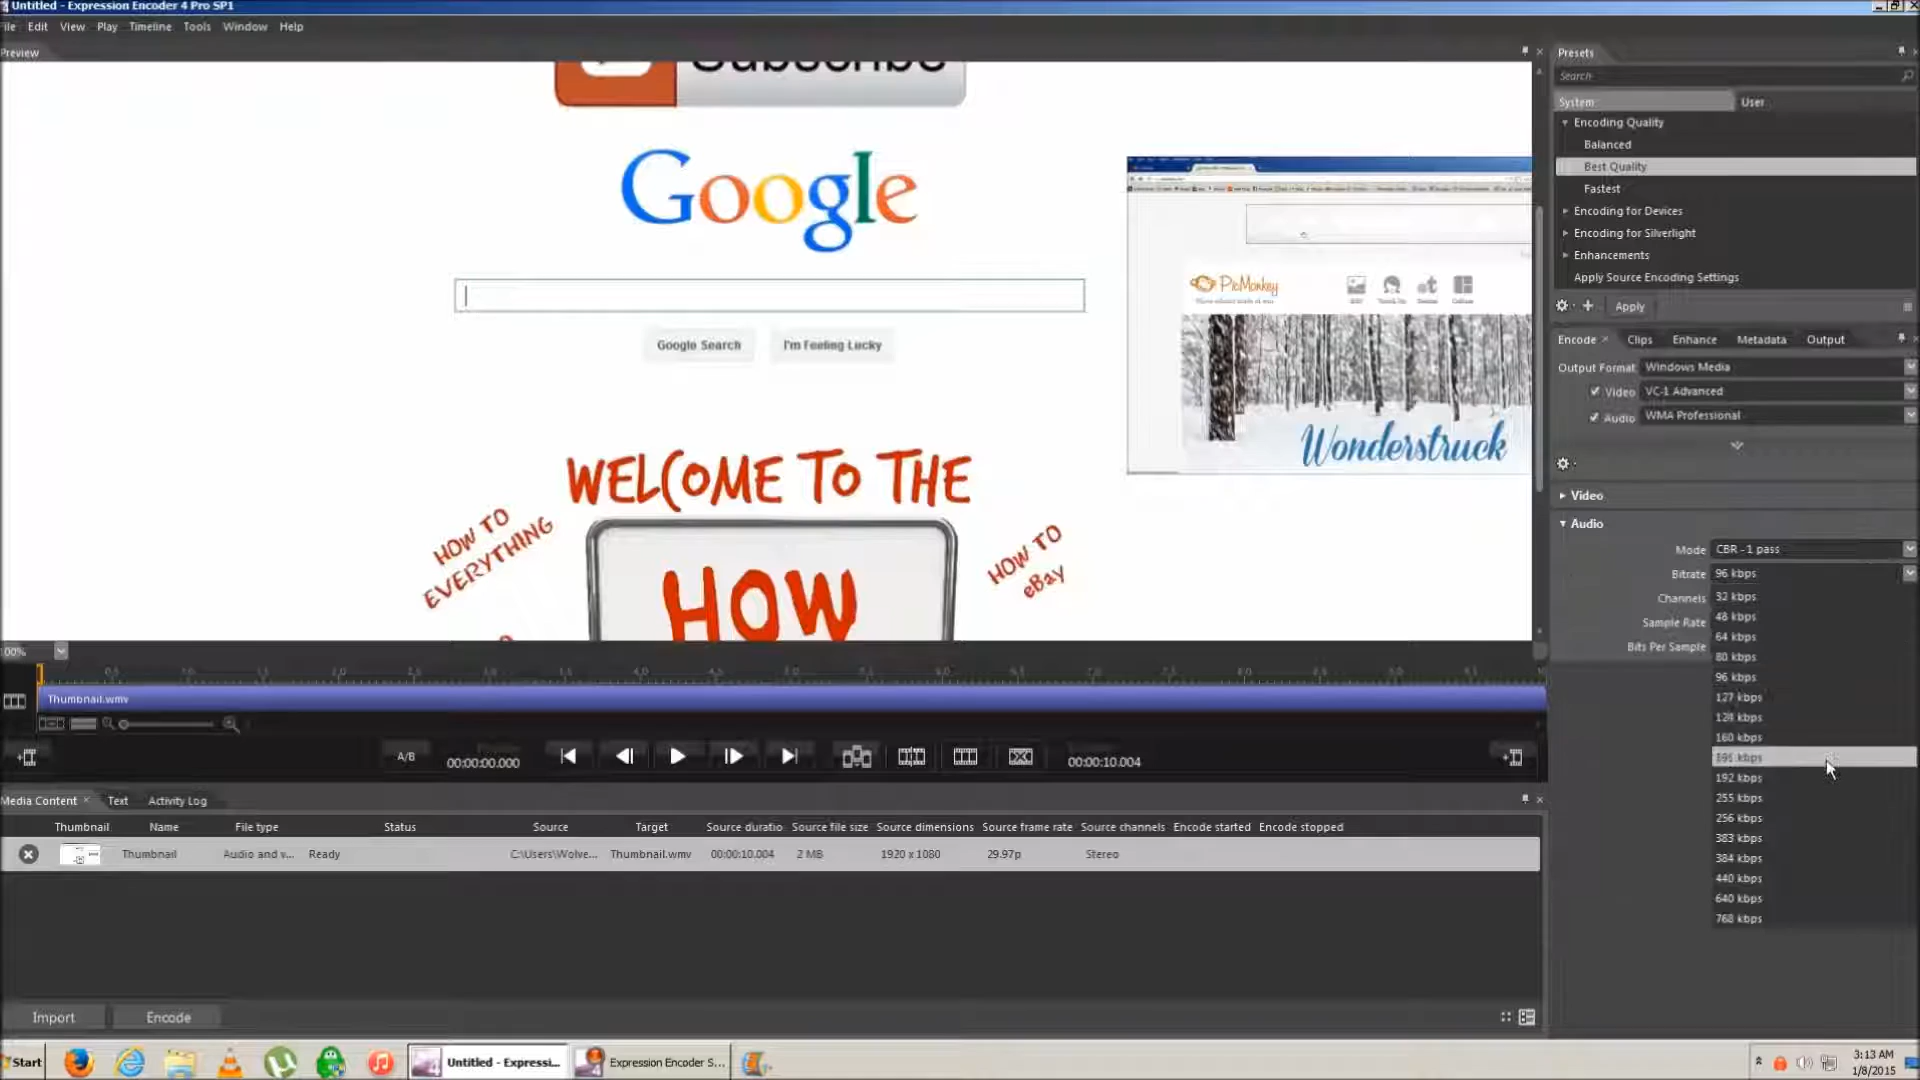 Untitled - Expression Encoder 4 Pro SP1
File Edit View Play Timeline Tools Window Help
Preview
Subscribe
Google
Google Search I'm Feeling Lucky
PicMonkey
Wonderstruck
WELCOME TO THE
HOW TO
EVERYTHING
HOW
HOW TO
eBay
Presets
Search
System User
Encoding Quality
Balanced
Best Quality
Fastest
Encoding for Devices
Encoding for Silverlight
Enhancements
Apply Source Encoding Settings
Apply
Encode Clips Enhance Metadata Output
Output Format Windows Media
Video VC-1 Advanced
Audio WMA Professional
Video
Audio
Mode CBR - 1 pass
Bitrate 96 kbps
Channels
Sample Rate
Bits Per Sample
32 kbps
48 kbps
64 kbps
80 kbps
96 kbps
127 kbps
128 kbps
160 kbps
192 kbps
255 kbps
256 kbps
383 kbps
384 kbps
440 kbps
640 kbps
768 kbps
100%
Thumbnail.wmv
A/B 00:00:00.000 00:00:10.004
Media Content Text Activity Log
Thumbnail Name File type Status Source Target Source duratio Source file size Source dimensions Source frame rate Source channels Encode started Encode stopped
Thumbnail Audio and v... Ready C:\Users\Wolve... Thumbnail.wmv 00:00:10.004 2 MB 1920 x 1080 29.97p Stereo
Import Encode
Start Untitled - Expressi... Expression Encoder S...
3:13 AM
1/8/2015